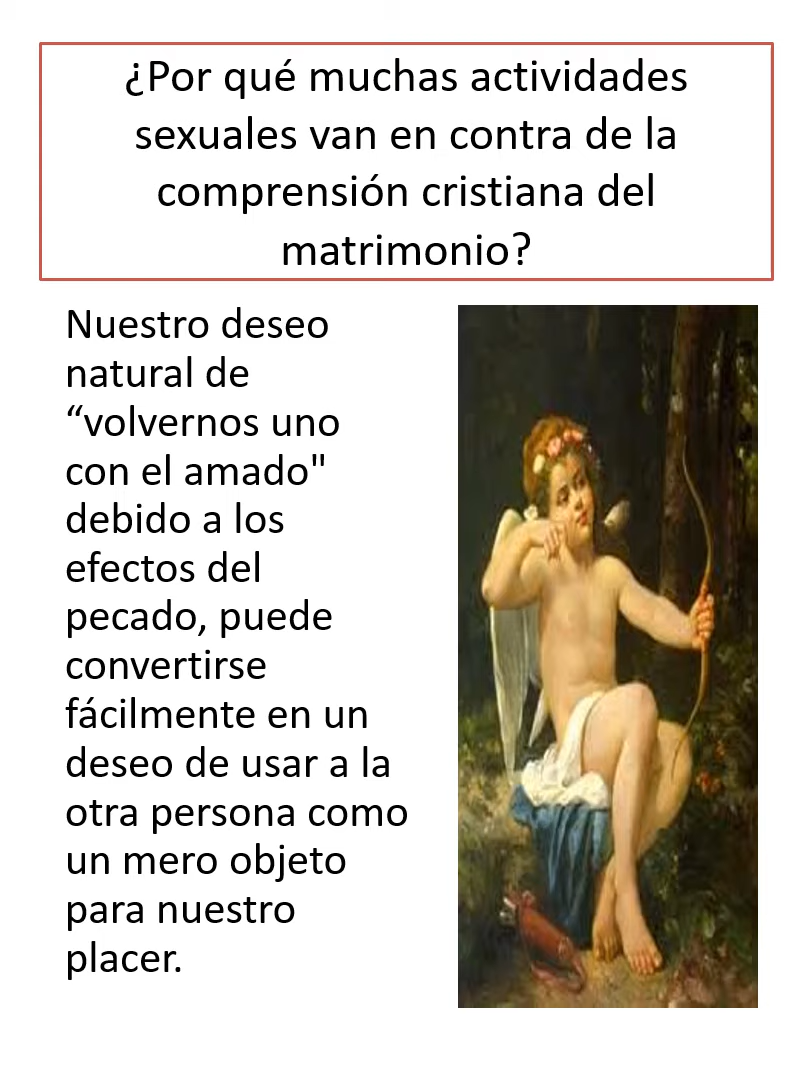 ¿Por qué muchas actividades
sexuales van en contra de la
comprensión cristiana del
matrimonio?
Nuestro deseo
natural de
“volvernos uno
con el amado"
debido a los
efectos del
pecado, puede
convertirse
fácilmente en un
deseo de usar a la
otra persona como
un mero objeto
para nuestro
placer.